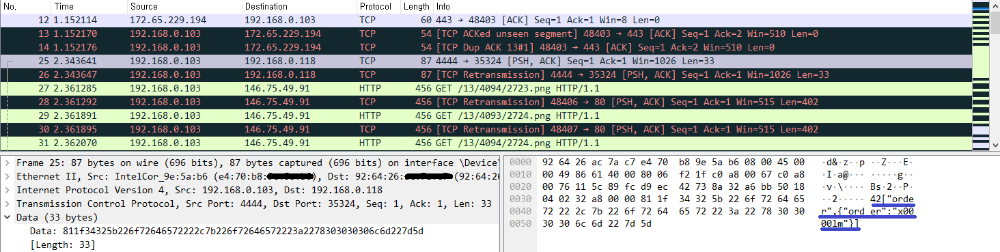 No. Time Source Destination Protocol Length Info
12 1.152114 172.65.229.194 192.168.0.103 TCP 60 443 → 48403 [ACK] Seq=1 Ack=1 Win=8 Len=0
13 1.152170 192.168.0.103 172.65.229.194 TCP 54 [TCP ACKed unseen segment] 48403 → 443 [ACK] Seq=1 Ack=2 Win=510 Len=0
14 1.152176 192.168.0.103 172.65.229.194 TCP 54 [TCP Dup ACK 13#1] 48403 → 443 [ACK] Seq=1 Ack=2 Win=510 Len=0
25 2.343641 192.168.0.103 192.168.0.118 TCP 87 4444 → 35324 [PSH, ACK] Seq=1 Ack=1 Win=1026 Len=33
26 2.343647 192.168.0.103 192.168.0.118 TCP 87 [TCP Retransmission] 4444 → 35324 [PSH, ACK] Seq=1 Ack=1 Win=1026 Len=33
27 2.361285 192.168.0.103 146.75.49.91 HTTP 456 GET /13/4094/2723.png HTTP/1.1
28 2.361292 192.168.0.103 146.75.49.91 TCP 456 [TCP Retransmission] 48406 → 80 [PSH, ACK] Seq=1 Ack=1 Win=515 Len=402
29 2.361891 192.168.0.103 146.75.49.91 HTTP 456 GET /13/4093/2724.png HTTP/1.1
30 2.361895 192.168.0.103 146.75.49.91 TCP 456 [TCP Retransmission] 48407 → 80 [PSH, ACK] Seq=1 Ack=1 Win=515 Len=402
31 2.362070 192.168.0.103 146.75.49.91 HTTP 456 GET /13/4094/2724.png HTTP/1.1
Frame 25: 87 bytes on wire (696 bits), 87 bytes captured (696 bits) on interface \Device\
Ethernet II, Src: IntelCor_9e:5a:b6 (e4:70:b8: ), Dst: 92:64:26: (92:64:26
Internet Protocol Version 4, Src: 192.168.0.103, Dst: 192.168.0.118
Transmission Control Protocol, Src Port: 4444, Dst Port: 35324, Seq: 1, Ack: 1, Len: 33
Data (33 bytes)
Data: 811f34325b226f72646572222c7b226f72646572223a2278303030306c6d227d5d
[Length: 33]
0000 92 64 26 ac 7a c7 e4 70 b8 9e 5a b6 08 00 45 00 ·d&·z··p ··Z···E·
0010 00 49 86 61 40 00 80 06 f2 1f c0 a8 00 67 c0 a8 ·I·a@··· ·····g··
0020 00 76 11 5c 89 fc d9 ec 42 73 8a 32 a6 bb 50 18 ·v·\···· Bs·2··P·
0030 04 02 32 a8 00 00 81 1f 34 32 5b 22 6f 72 64 65 ··2····· 42["orde
0040 72 22 2c 7b 22 6f 72 64 65 72 22 3a 22 78 30 30 r",{"ord er":"x00
0050 30 30 6c 6d 22 7d 5d 00lm"}]